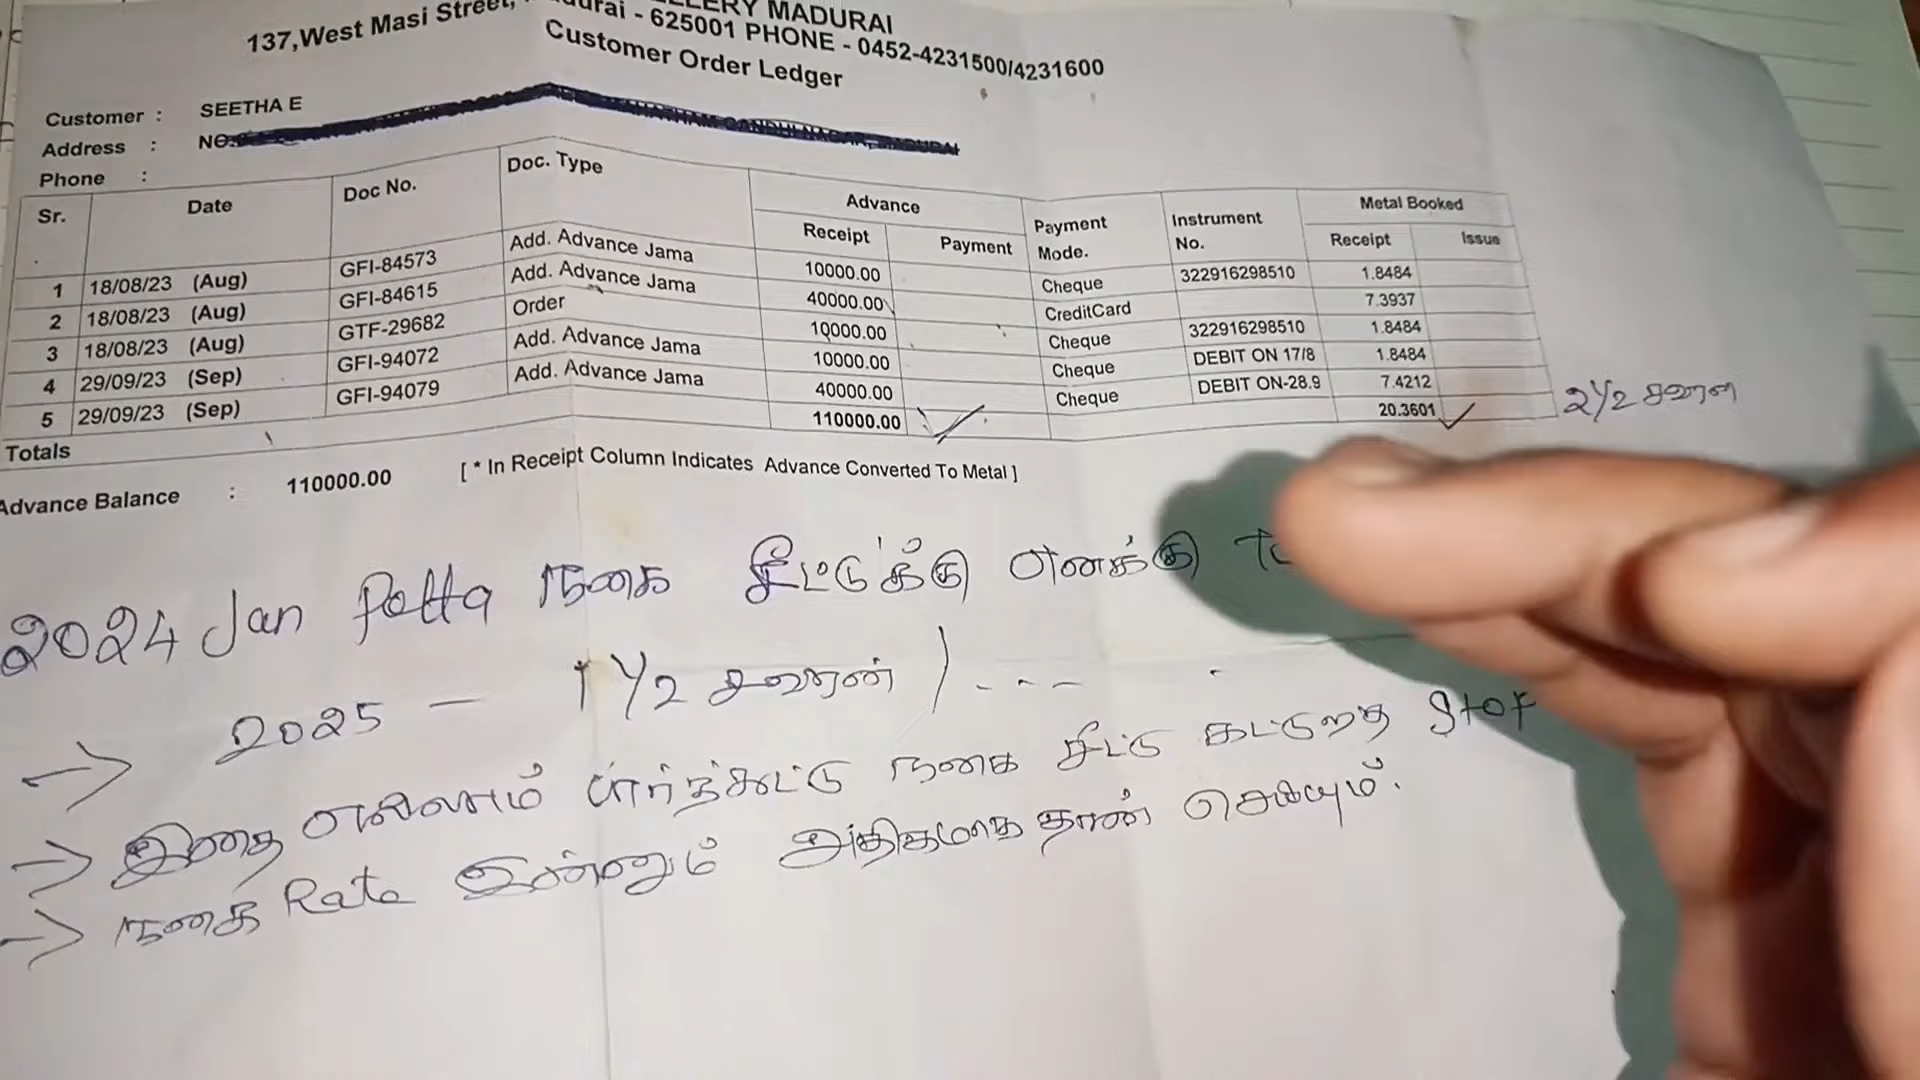 MADURAI
137,West Masi Street, - 625001 PHONE - 0452-4231500/4231600
Customer Order Ledger
Customer : SEETHA E
Address :
Phone :
Sr. Date Doc No. Doc. Type Advance Payment Mode. Instrument No. Metal Booked
Receipt Payment Receipt Issue
1 18/08/23 (Aug) GFI-84573 Add. Advance Jama 10000.00 Cheque 322916298510 1.8484
2 18/08/23 (Aug) GFI-84615 Add. Advance Jama 40000.00 CreditCard 7.3937
3 18/08/23 (Aug) GTF-29682 Order 10000.00 Cheque 322916298510 1.8484
4 29/09/23 (Sep) GFI-94072 Add. Advance Jama 10000.00 Cheque DEBIT ON 17/8 1.8484
5 29/09/23 (Sep) GFI-94079 Add. Advance Jama 40000.00 Cheque DEBIT ON-28.9 7.4212
Totals 110000.00 20.3601
2 1/2
Advance Balance : 110000.00 [ * In Receipt Column Indicates Advance Converted To Metal ]
2024 Jan Potta நகை சீட்டுக்கு எனக்கு
2025 - 1 1/2 சவரன்
இதை எல்லாம் பார்த்துட்டு நகை சீட்டு கட்டுறத
நகை Rate இன்னும் அதிகமாக தான் செய்யும்.